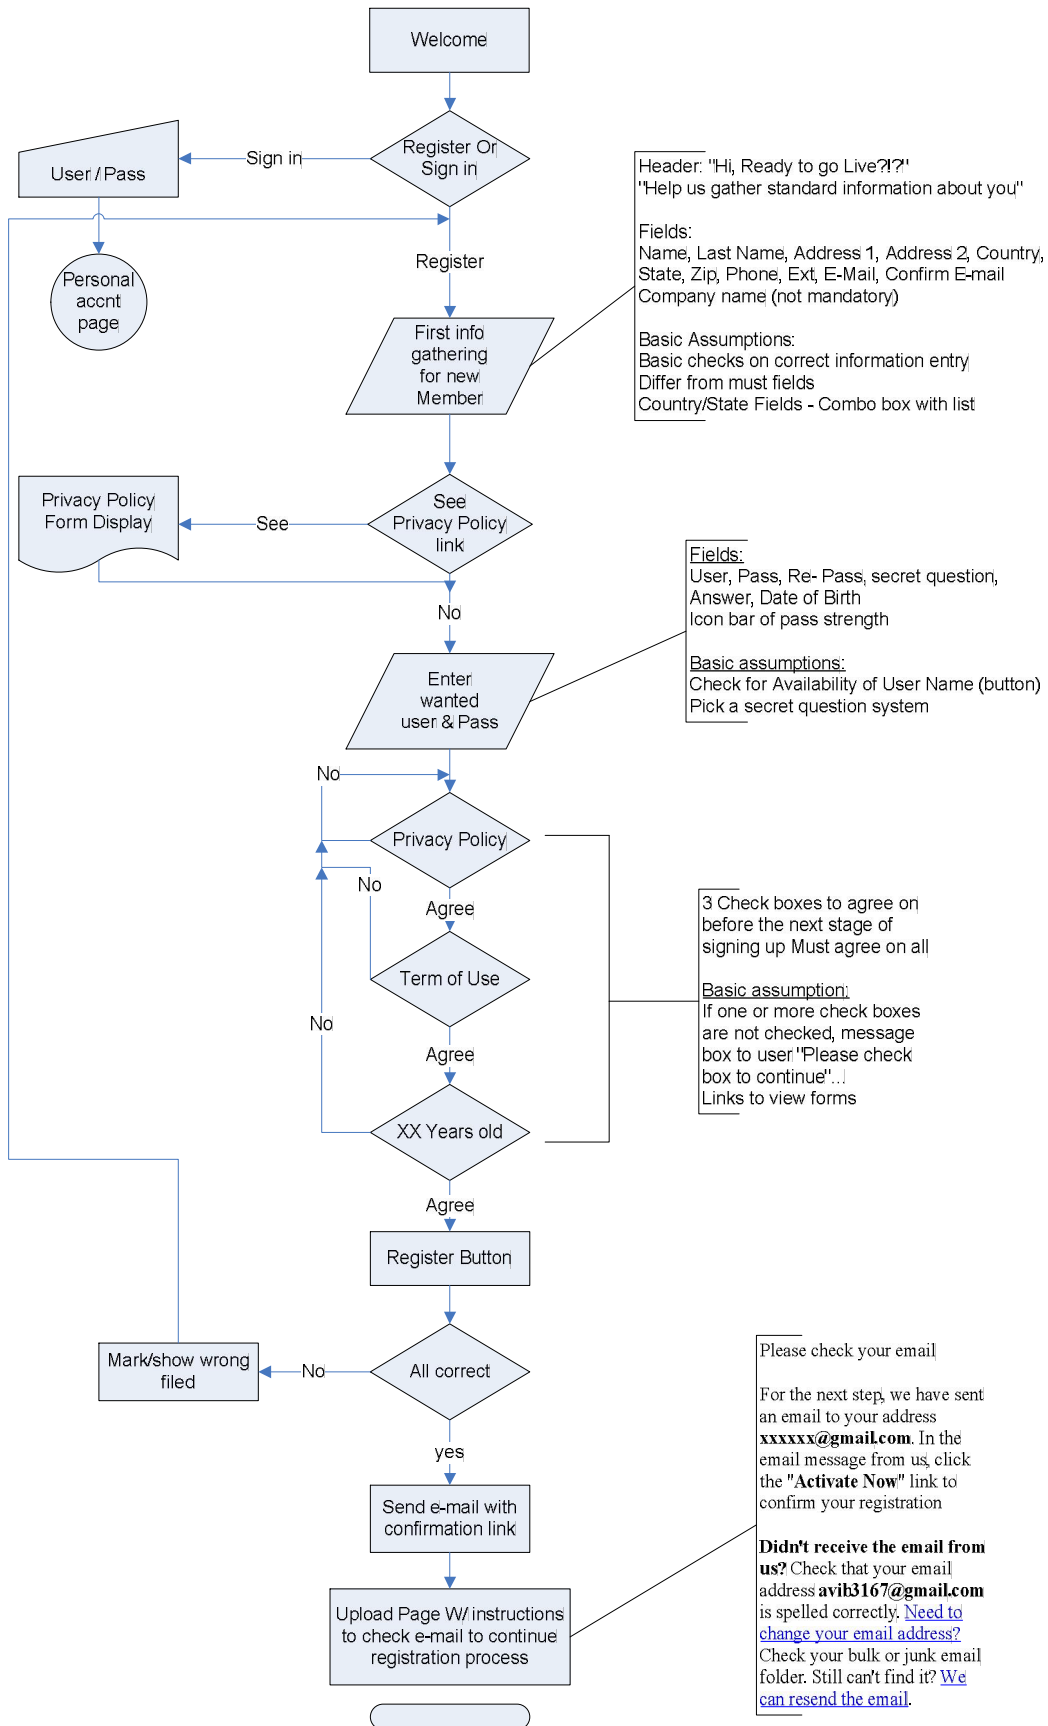 Welcome
Register Or
Sign in
Sign in
User / Pass
Personal
accnt
page
Register
First info
gathering
for new
Member
Header: "Hi, Ready to go Live?!?"
"Help us gather standard information about you"
Fields:
Name, Last Name, Address 1, Address 2, Country,
State, Zip, Phone, Ext, E-Mail, Confirm E-mail
Company name (not mandatory)
Basic Assumptions:
Basic checks on correct information entry
Differ from must fields
Country/State Fields - Combo box with list
See
Privacy Policy
link
See
Privacy Policy
Form Display
No
Enter
wanted
user & Pass
Fields:
User, Pass, Re- Pass, secret question,
Answer, Date of Birth
Icon bar of pass strength
Basic assumptions:
Check for Availability of User Name (button)
Pick a secret question system
No
Privacy Policy
No
Agree
Term of Use
No
Agree
XX Years old
3 Check boxes to agree on
before the next stage of
signing up Must agree on all
Basic assumption:
If one or more check boxes
are not checked, message
box to user "Please check
box to continue"...
Links to view forms
Agree
Register Button
All correct
No
Mark/show wrong
filed
yes
Send e-mail with
confirmation link
Upload Page W/ instructions
to check e-mail to continue
registration process
Please check your email
For the next step, we have sent
an email to your address
xxxxxx@gmail.com. In the
email message from us, click
the "Activate Now" link to
confirm your registration
Didn't receive the email from
us? Check that your email
address avib3167@gmail.com
is spelled correctly. Need to
change your email address?
Check your bulk or junk email
folder. Still can't find it? We
can resend the email.